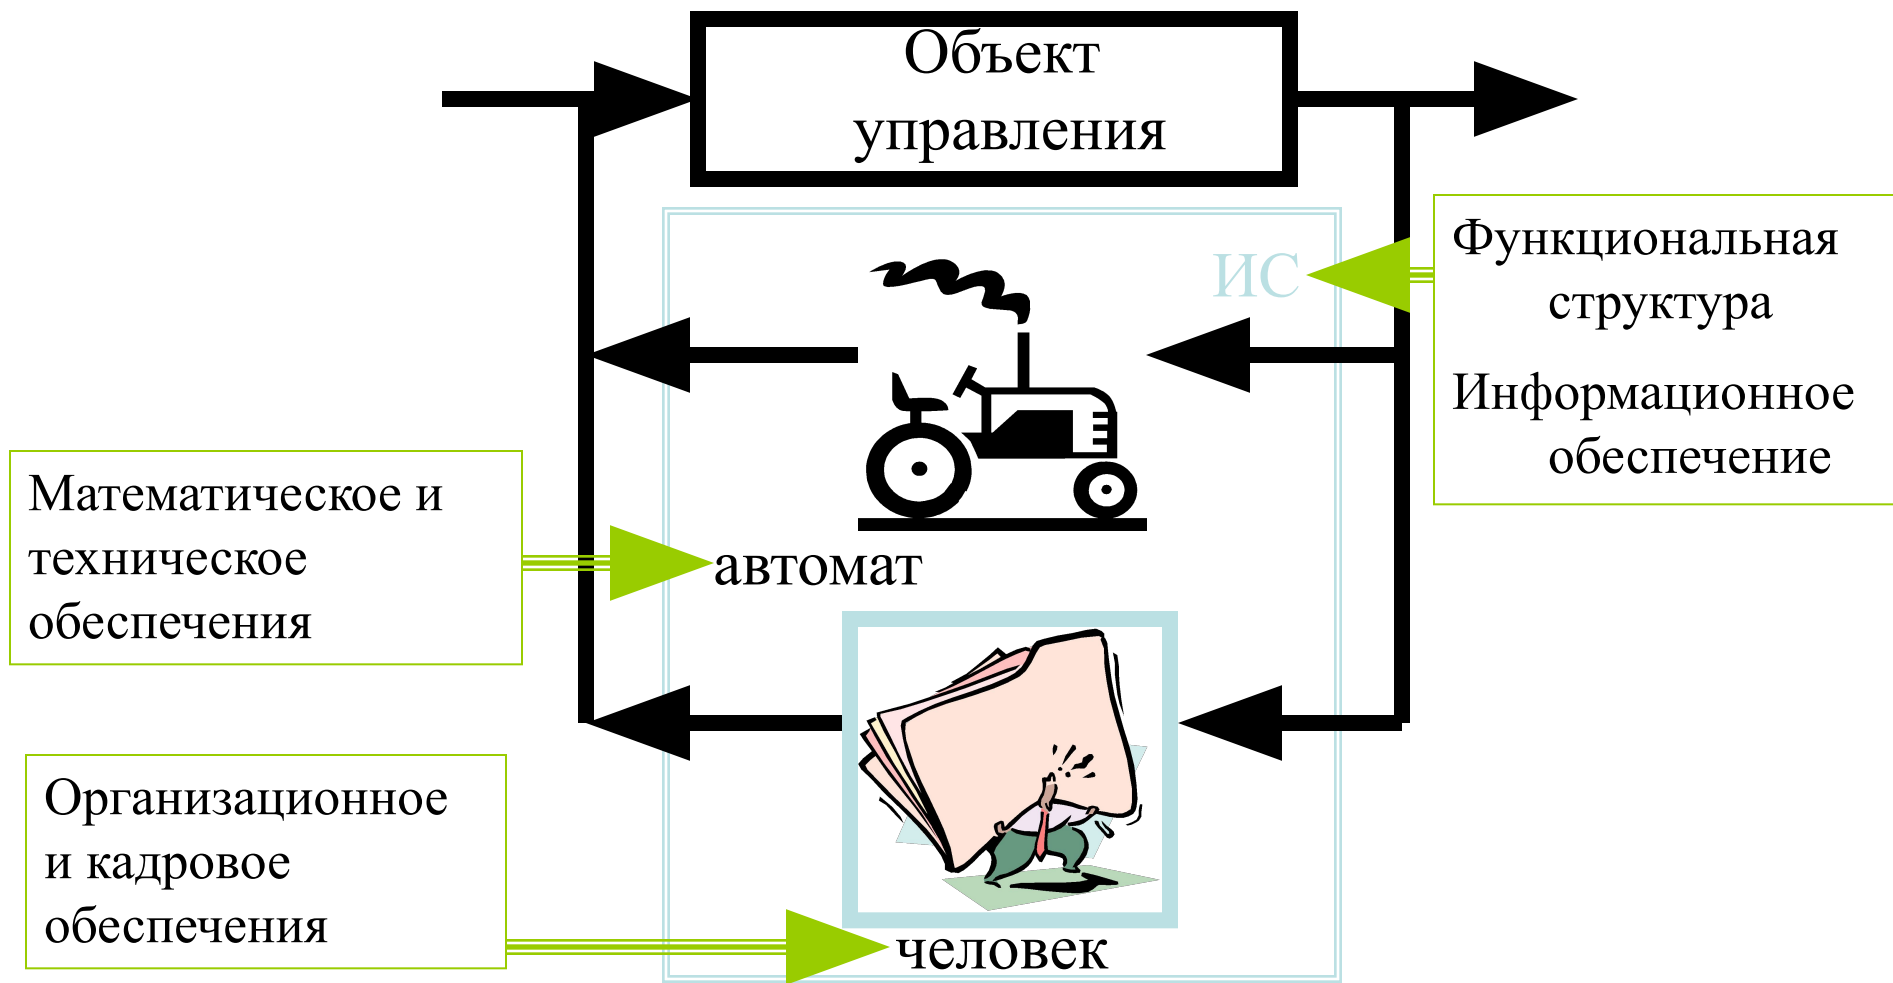 Объект
управления
ИС
Функциональная
структура
Информационное
обеспечение
Математическое и
техническое
обеспечения
автомат
Организационное
и кадровое
обеспечения
человек